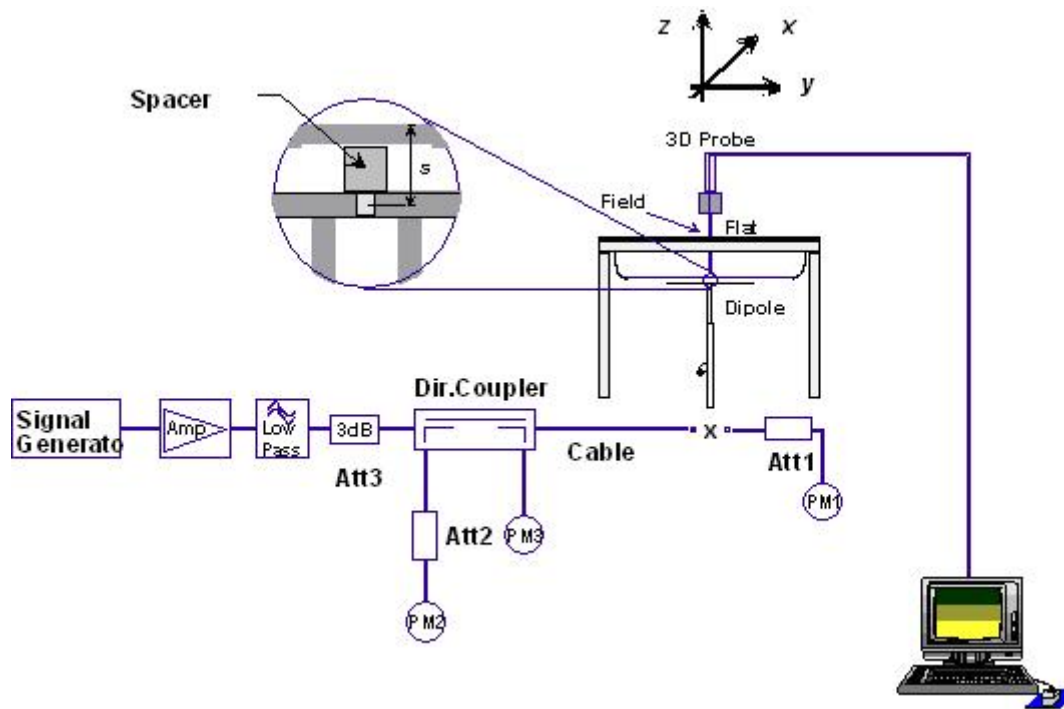 z
x
y
Spacer
s
3D Probe
Field
Flat
Dipole
Dir.Coupler
Signal
Generato
Amp
Low
Pass
3dB
Att3
Cable
x
Att1
PM1
Att2
PM3
PM2